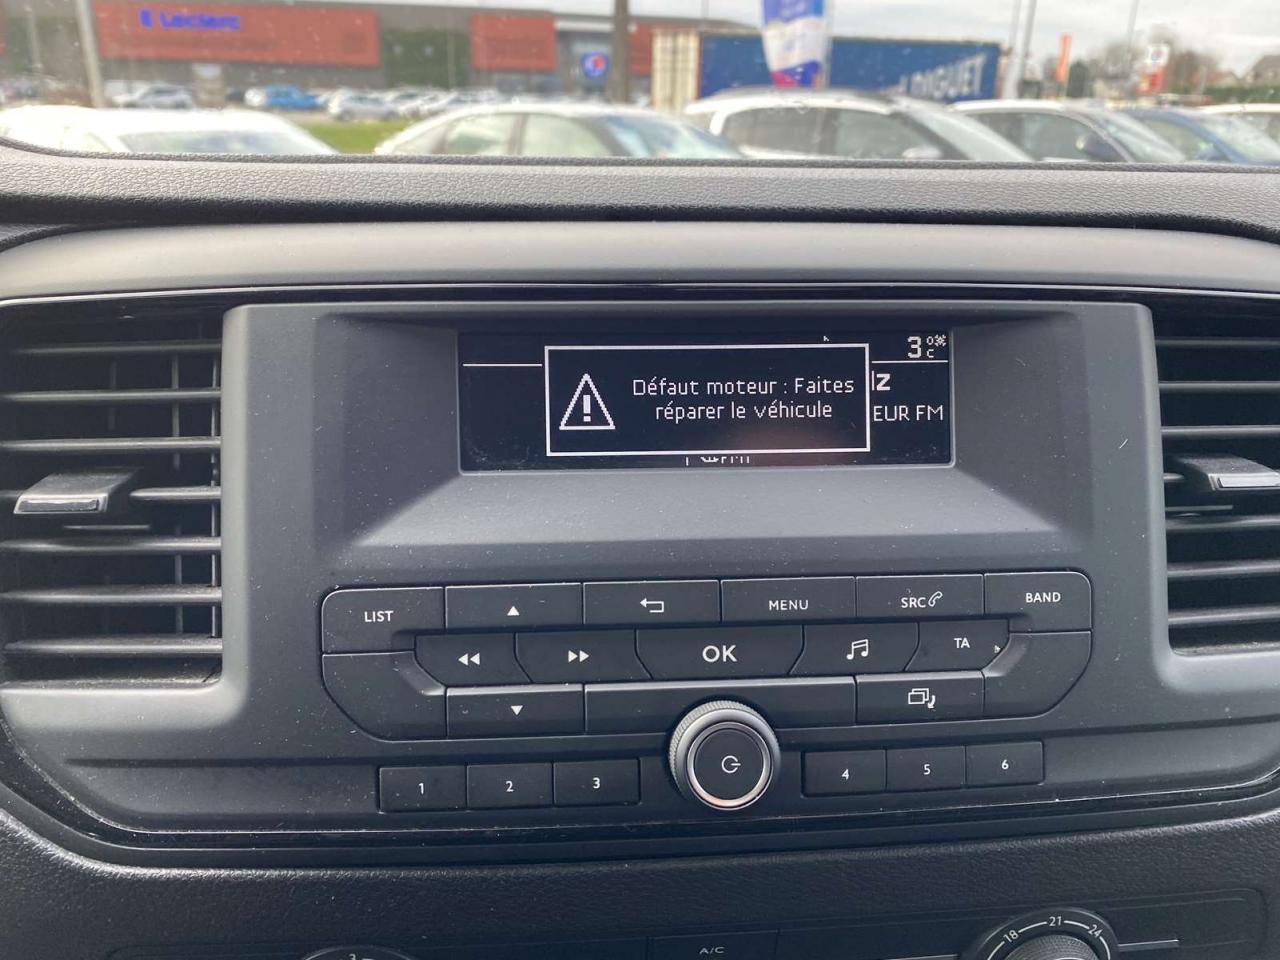 E Leclerc
3 °C
Défaut moteur : Faites
réparer le véhicule
Z
EUR FM
LIST
MENU
SRC
BAND
OK
TA
1
2
3
4
5
6
A/C
18
21
24
3